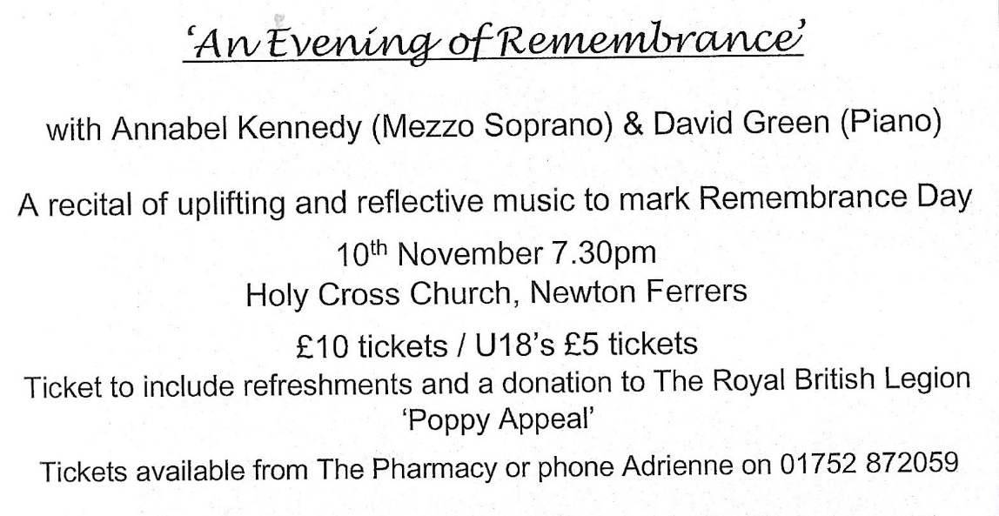 ‘An Evening of Remembrance’
with Annabel Kennedy (Mezzo Soprano) & David Green (Piano)
A recital of uplifting and reflective music to mark Remembrance Day
10th November 7.30pm
Holy Cross Church, Newton Ferrers
£10 tickets / U18’s £5 tickets
Ticket to include refreshments and a donation to The Royal British Legion
‘Poppy Appeal’
Tickets available from The Pharmacy or phone Adrienne on 01752 872059